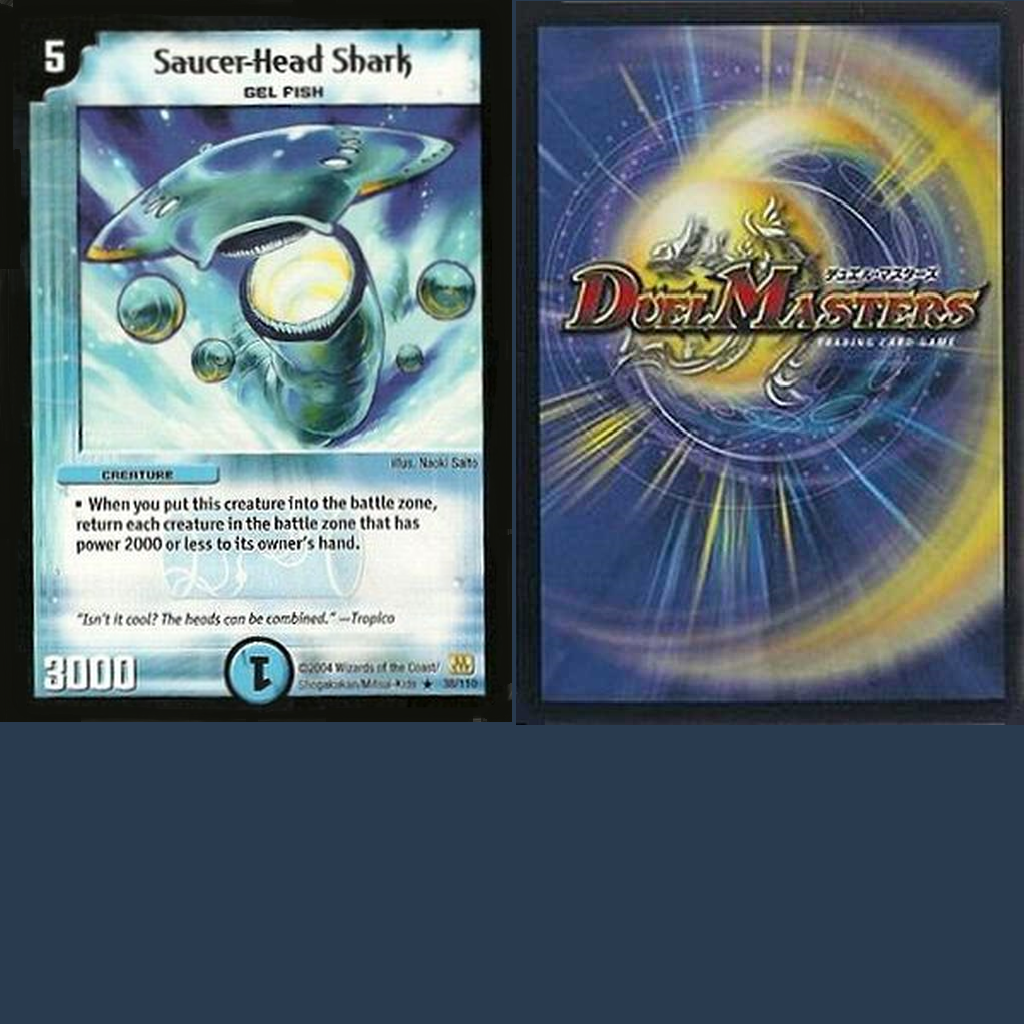 5
Saucer-Head Shark
GEL FISH
illus. Naoki Saito
CREATURE
▪ When you put this creature into the battle zone,
return each creature in the battle zone that has
power 2000 or less to its owner's hand.
"Isn't it cool? The heads can be combined." —Tropico
3000
1
©2004 Wizards of the Coast/
Shogakukan/Mitsui-Kids ★ 38/110
デュエル・マスターズ
DUEL MASTERS
TRADING CARD GAME